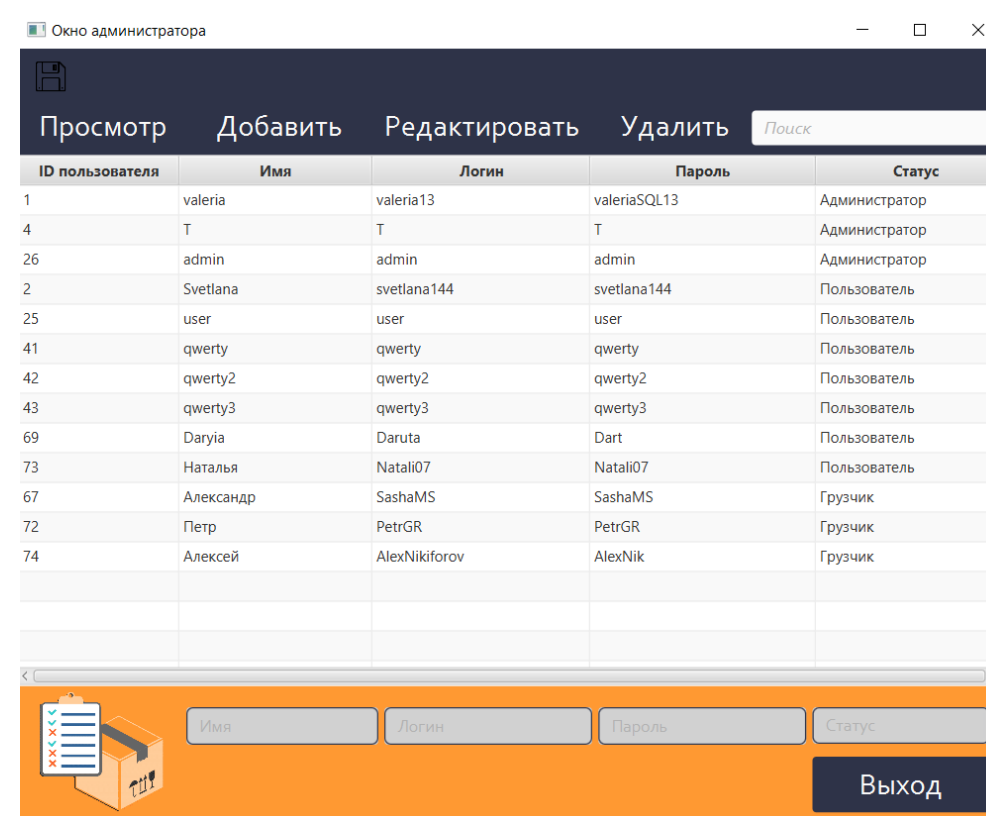 Окно администратора
Просмотр Добавить Редактировать Удалить Поиск
ID пользователя Имя Логин Пароль Статус
1 valeria valeria13 valeriaSQL13 Администратор
4 T T T Администратор
26 admin admin admin Администратор
2 Svetlana svetlana144 svetlana144 Пользователь
25 user user user Пользователь
41 qwerty qwerty qwerty Пользователь
42 qwerty2 qwerty2 qwerty2 Пользователь
43 qwerty3 qwerty3 qwerty3 Пользователь
69 Daryia Daruta Dart Пользователь
73 Наталья Natali07 Natali07 Пользователь
67 Александр SashaMS SashaMS Грузчик
72 Петр PetrGR PetrGR Грузчик
74 Алексей AlexNikiforov AlexNik Грузчик
Имя Логин Пароль Статус
Выход